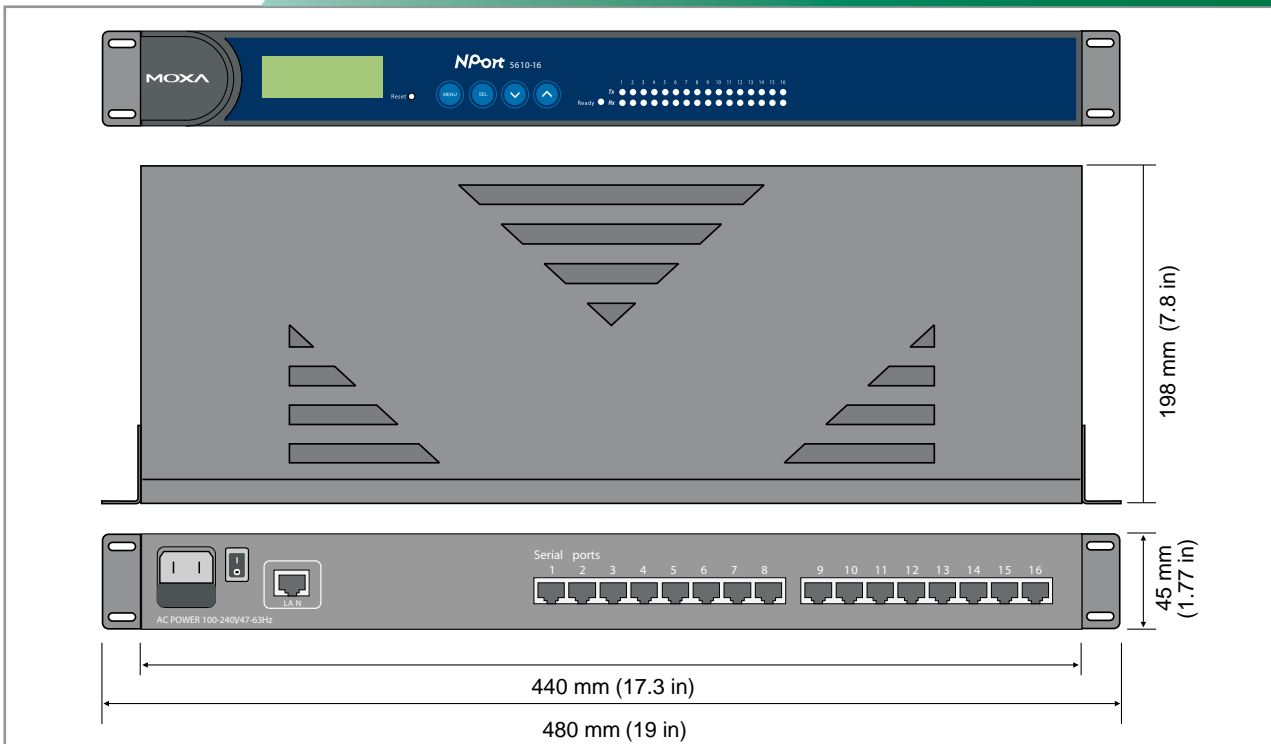 MOXA
NPort 5610-16
Reset
MENU
SEL
1 2 3 4 5 6 7 8 9 10 11 12 13 14 15 16
Tx
Ready Rx
198 mm (7.8 in)
Serial ports
1 2 3 4 5 6 7 8 9 10 11 12 13 14 15 16
LAN
AC POWER 100-240V/47-63Hz
45 mm
(1.77 in)
440 mm (17.3 in)
480 mm (19 in)